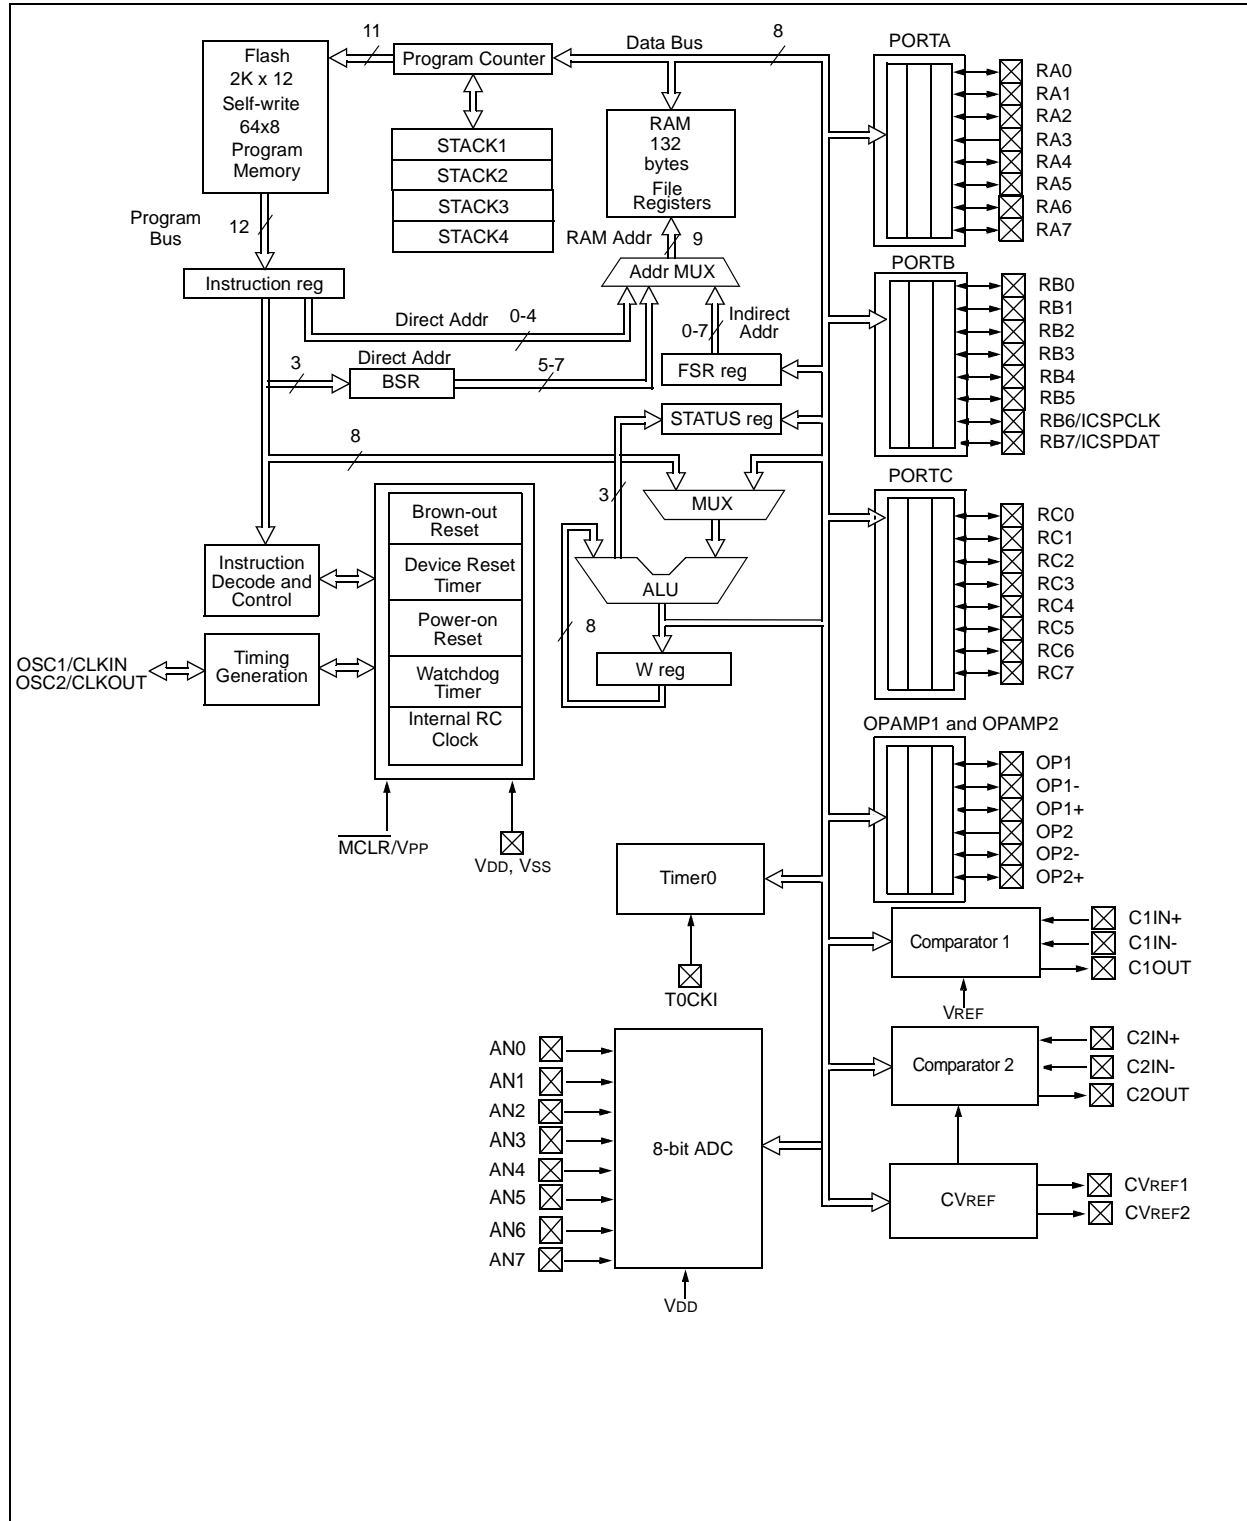 11
Data Bus
8
PORTA
Flash
2K x 12
Self-write
64x8
Program
Memory
Program Counter
STACK1
STACK2
STACK3
STACK4
RAM
132
bytes
File
Registers
RA0
RA1
RA2
RA3
RA4
RA5
RA6
RA7
Program
Bus
12
RAM Addr
9
Addr MUX
Instruction reg
Direct Addr
0-4
0-7
Indirect
Addr
3
Direct Addr
BSR
5-7
FSR reg
STATUS reg
PORTB
RB0
RB1
RB2
RB3
RB4
RB5
RB6/ICSPCLK
RB7/ICSPDAT
8
3
MUX
ALU
8
W reg
PORTC
RC0
RC1
RC2
RC3
RC4
RC5
RC6
RC7
Instruction
Decode and
Control
Timing
Generation
OSC1/CLKIN
OSC2/CLKOUT
Brown-out
Reset
Device Reset
Timer
Power-on
Reset
Watchdog
Timer
Internal RC
Clock
MCLR/VPP
VDD, VSS
OPAMP1 and OPAMP2
OP1
OP1-
OP1+
OP2
OP2-
OP2+
Timer0
T0CKI
Comparator 1
C1IN+
C1IN-
C1OUT
VREF
Comparator 2
C2IN+
C2IN-
C2OUT
CVREF
CVREF1
CVREF2
AN0
AN1
AN2
AN3
AN4
AN5
AN6
AN7
8-bit ADC
VDD